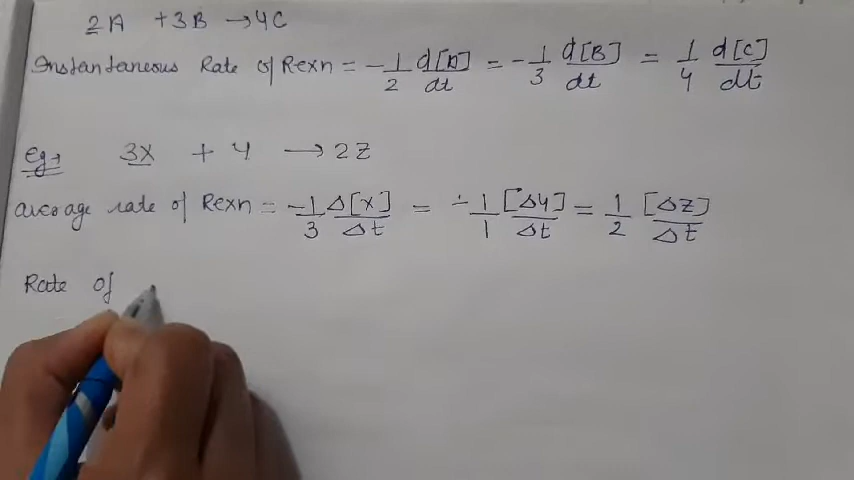 2A + 3B → 4C
Instantaneous Rate of Rexn = -1/2 d[A]/dt = -1/3 d[B]/dt = 1/4 d[C]/dt
eg→ 3X + Y → 2Z
average rate of Rexn = -1/3 Δ[X]/Δt = -1/1 [ΔY]/Δt = 1/2 [ΔZ]/Δt
Rate of